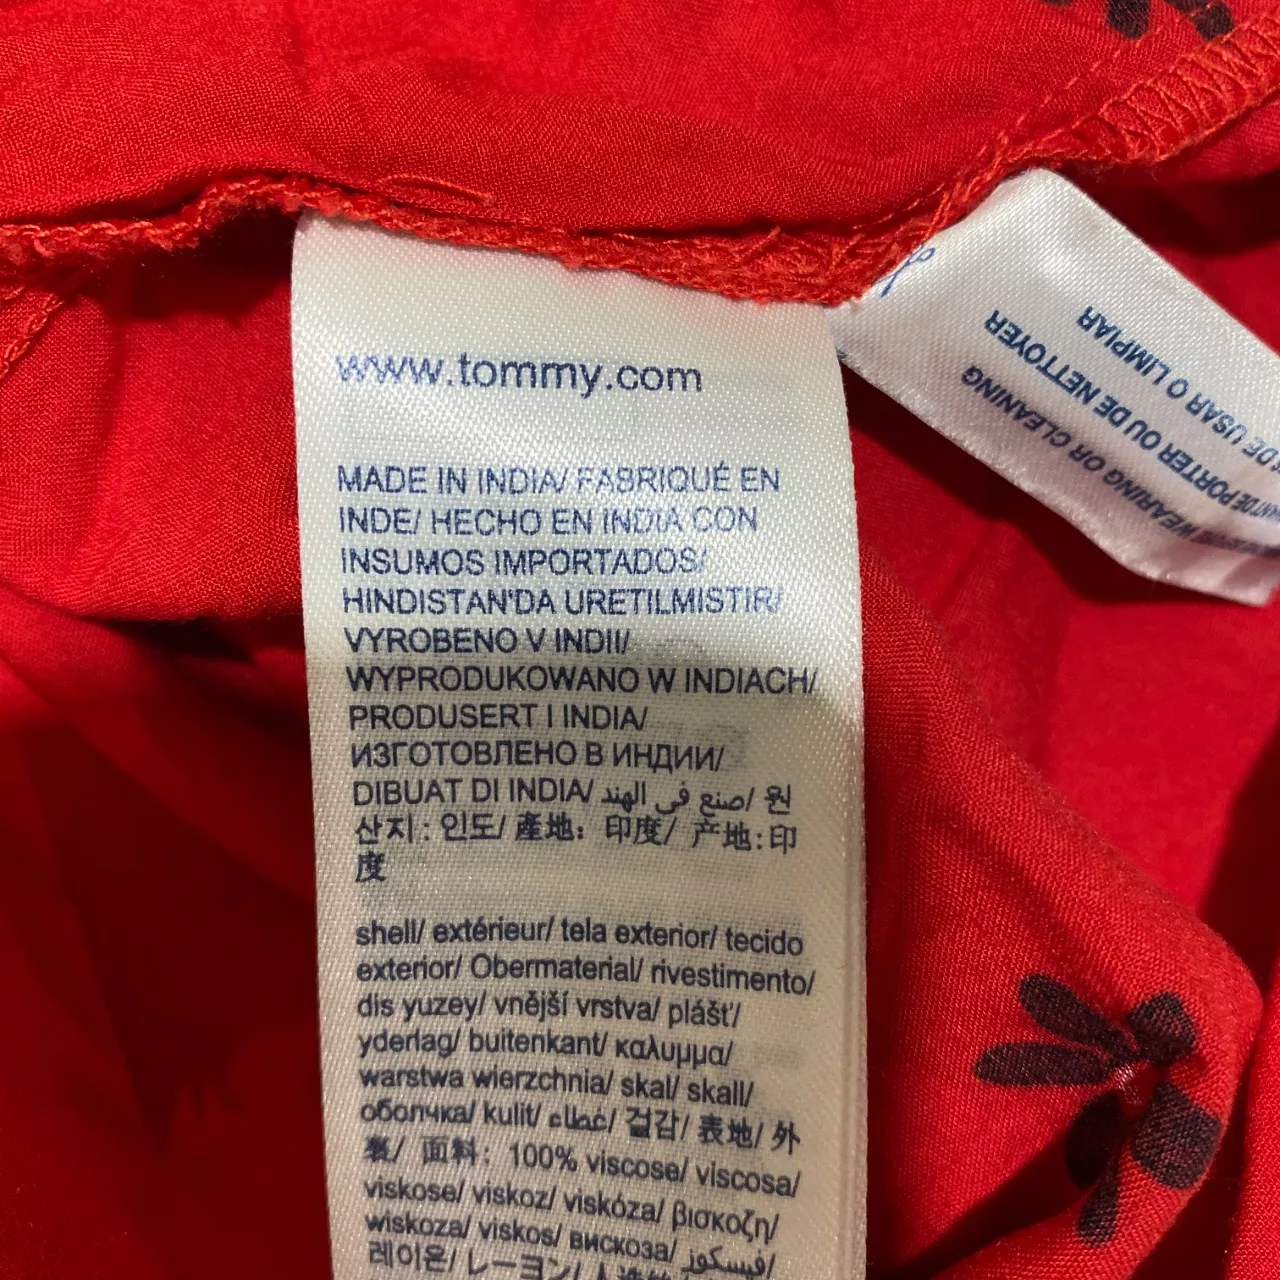 www.tommy.com
MADE IN INDIA/ FABRIQUÉ EN
INDE/ HECHO EN INDIA CON
INSUMOS IMPORTADOS/
HINDISTAN'DA URETILMISTIR/
VYROBENO V INDII/
WYPRODUKOWANO W INDIACH/
PRODUSERT I INDIA/
ИЗГОТОВЛЕНО В ИНДИИ/
DIBUAT DI INDIA/ صنع في الهند/ 원
산지: 인도/ 產地: 印度/ 产地:印
度
shell/ extérieur/ tela exterior/ tecido
exterior/ Obermaterial/ rivestimento/
dis yuzey/ vnější vrstva/ plášť/
yderlag/ buitenkant/ καλυμμα/
warstwa wierzchnia/ skal/ skall/
оболчка/ kulit/ غطاء/ 겉감/ 表地/ 外
裏/ 面料: 100% viscose/ viscosa/
viskose/ viskoz/ viskóza/ βισκοζη/
wiskoza/ viskos/ вискоза/ فيسكوز/
레이온/ レーヨン/
WEARING OR CLEANING
DE PORTER OU DE NETTOYER
DE USAR O LIMPIAR